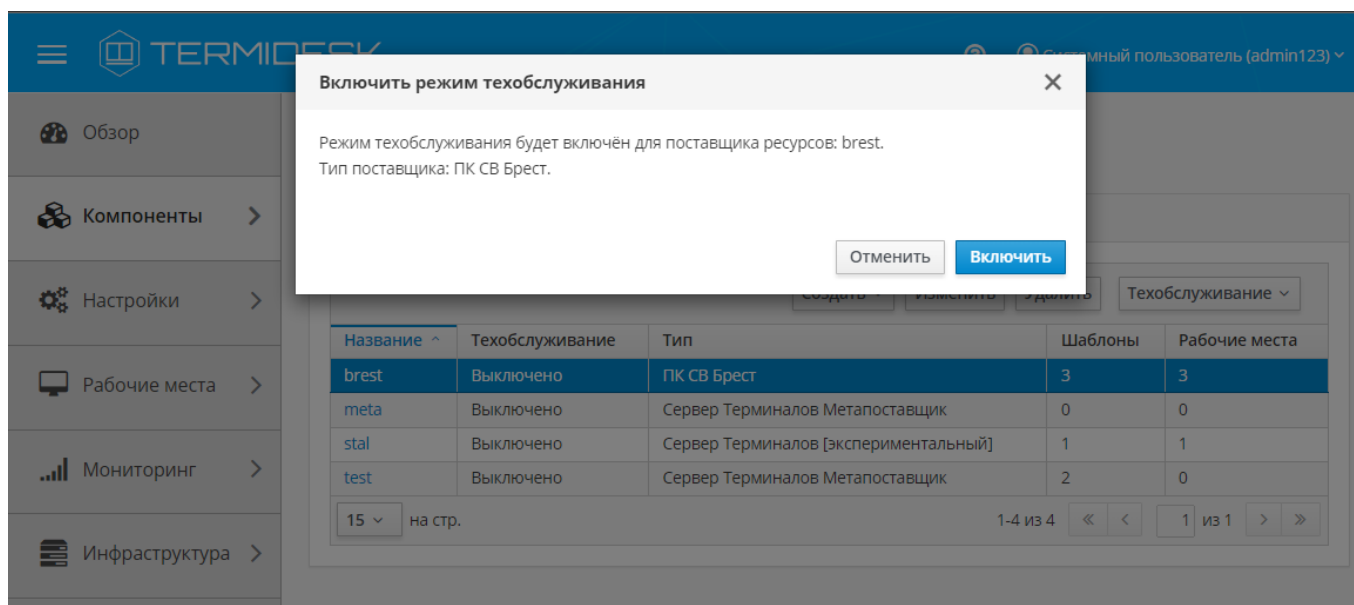 TERMIDESK
Системный пользователь (admin123)
Включить режим техобслуживания
Режим техобслуживания будет включён для поставщика ресурсов: brest.
Тип поставщика: ПК СВ Брест.
Отменить
Включить
Обзор
Компоненты
Настройки
Рабочие места
Мониторинг
Инфраструктура
Создать Изменить Удалить Техобслуживание
Название Техобслуживание Тип Шаблоны Рабочие места
brest Выключено ПК СВ Брест 3 3
meta Выключено Сервер Терминалов Метапоставщик 0 0
stal Выключено Сервер Терминалов [экспериментальный] 1 1
test Выключено Сервер Терминалов Метапоставщик 2 0
15 на стр. 1-4 из 4 « < 1 из 1 > »